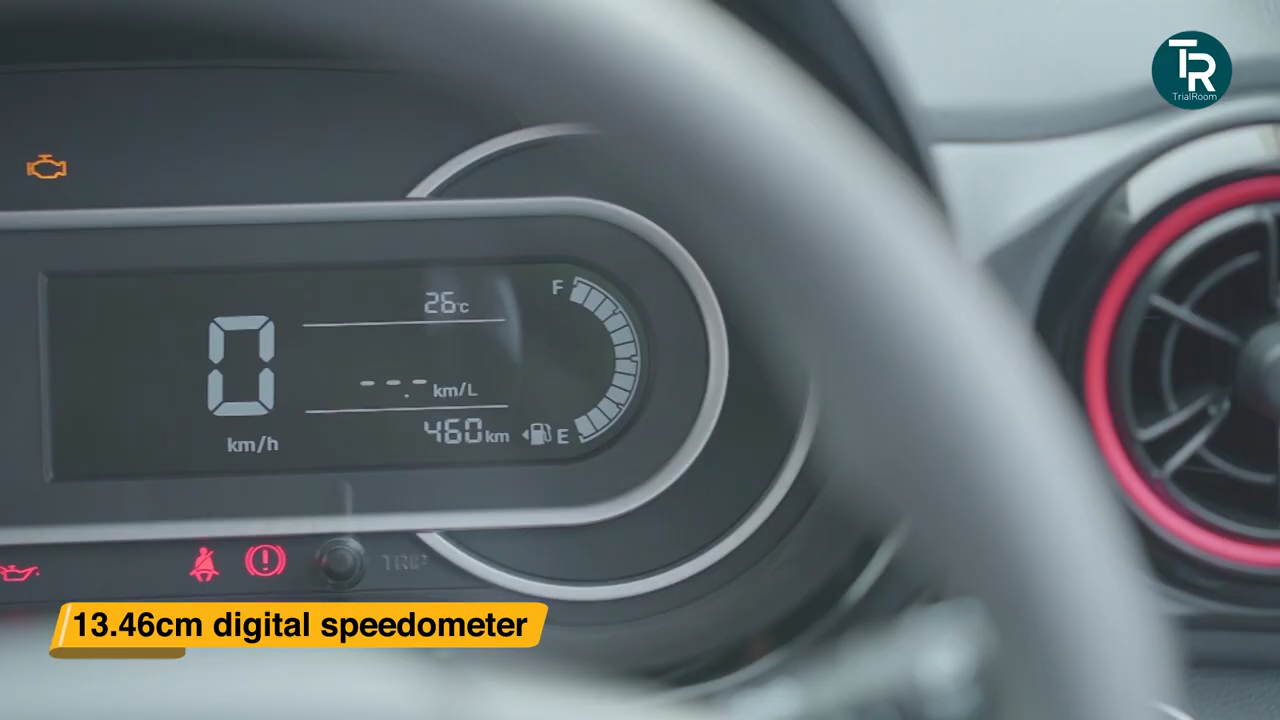 TR
TrialRoom
26°C
F
0
--.- km/L
km/h
460km
E
TRIP
13.46cm digital speedometer